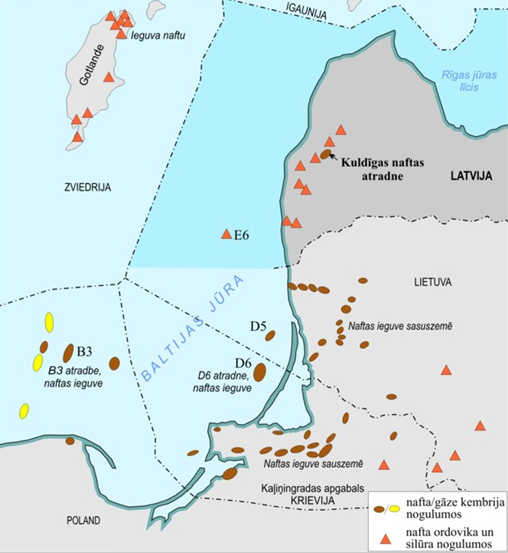 IGAUNIJA
Ieguva naftu
Gotlande
Rīgas jūras
līcis
Kuldīgas naftas
atradne
LATVIJA
ZVIEDRIJA
E6
LIETUVA
BALTIJAS JŪRA
D5
Naftas ieguve sauszemē
B3
B3 atradbe,
naftas ieguve
D6
D6 atradne,
naftas ieguve
Naftas ieguve sauszemē
Kaļiņingradas apgabals
KRIEVIJA
POLAND
nafta/gāze kembrija
nogulumos
nafta ordovika un
silūra nogulumos